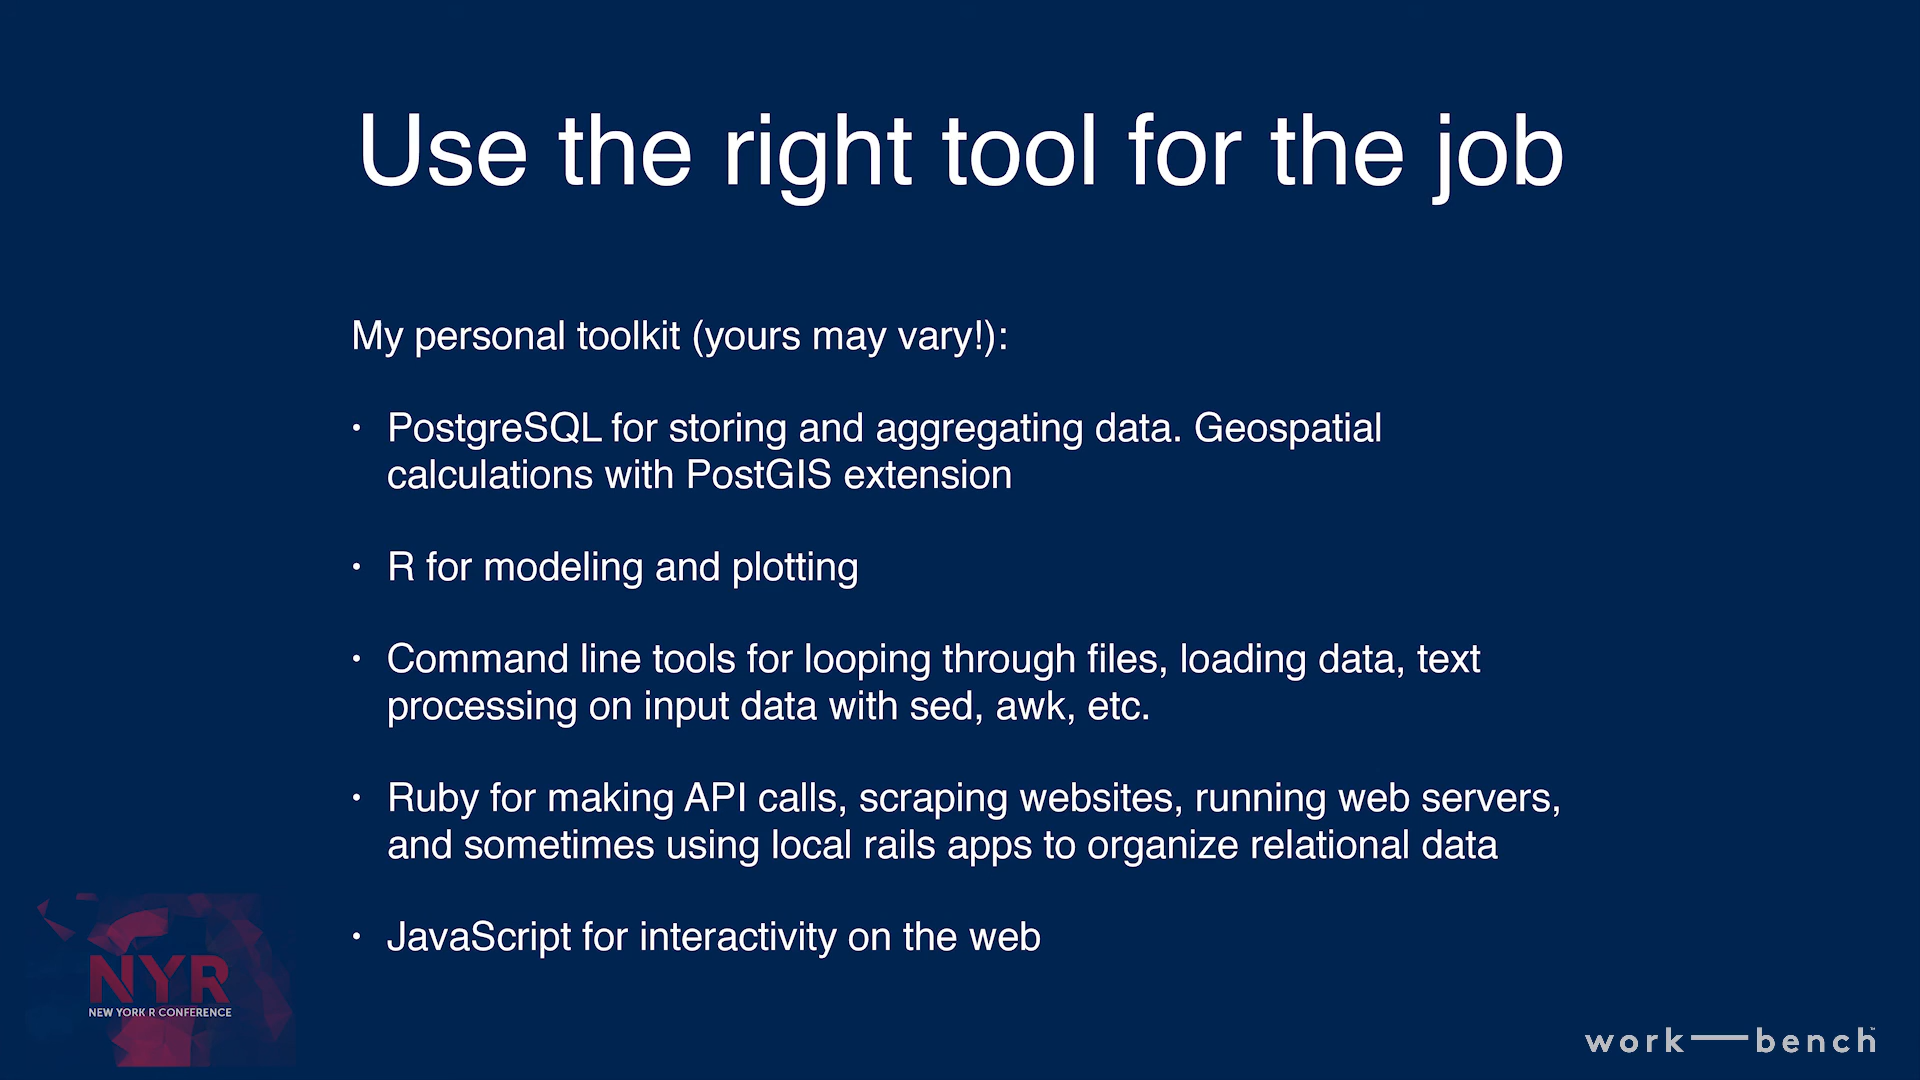 Use the right tool for the job
My personal toolkit (yours may vary!):
• PostgreSQL for storing and aggregating data. Geospatial
calculations with PostGIS extension
• R for modeling and plotting
• Command line tools for looping through files, loading data, text
processing on input data with sed, awk, etc.
• Ruby for making API calls, scraping websites, running web servers,
and sometimes using local rails apps to organize relational data
• JavaScript for interactivity on the web
NYR
NEW YORK R CONFERENCE
work—bench™